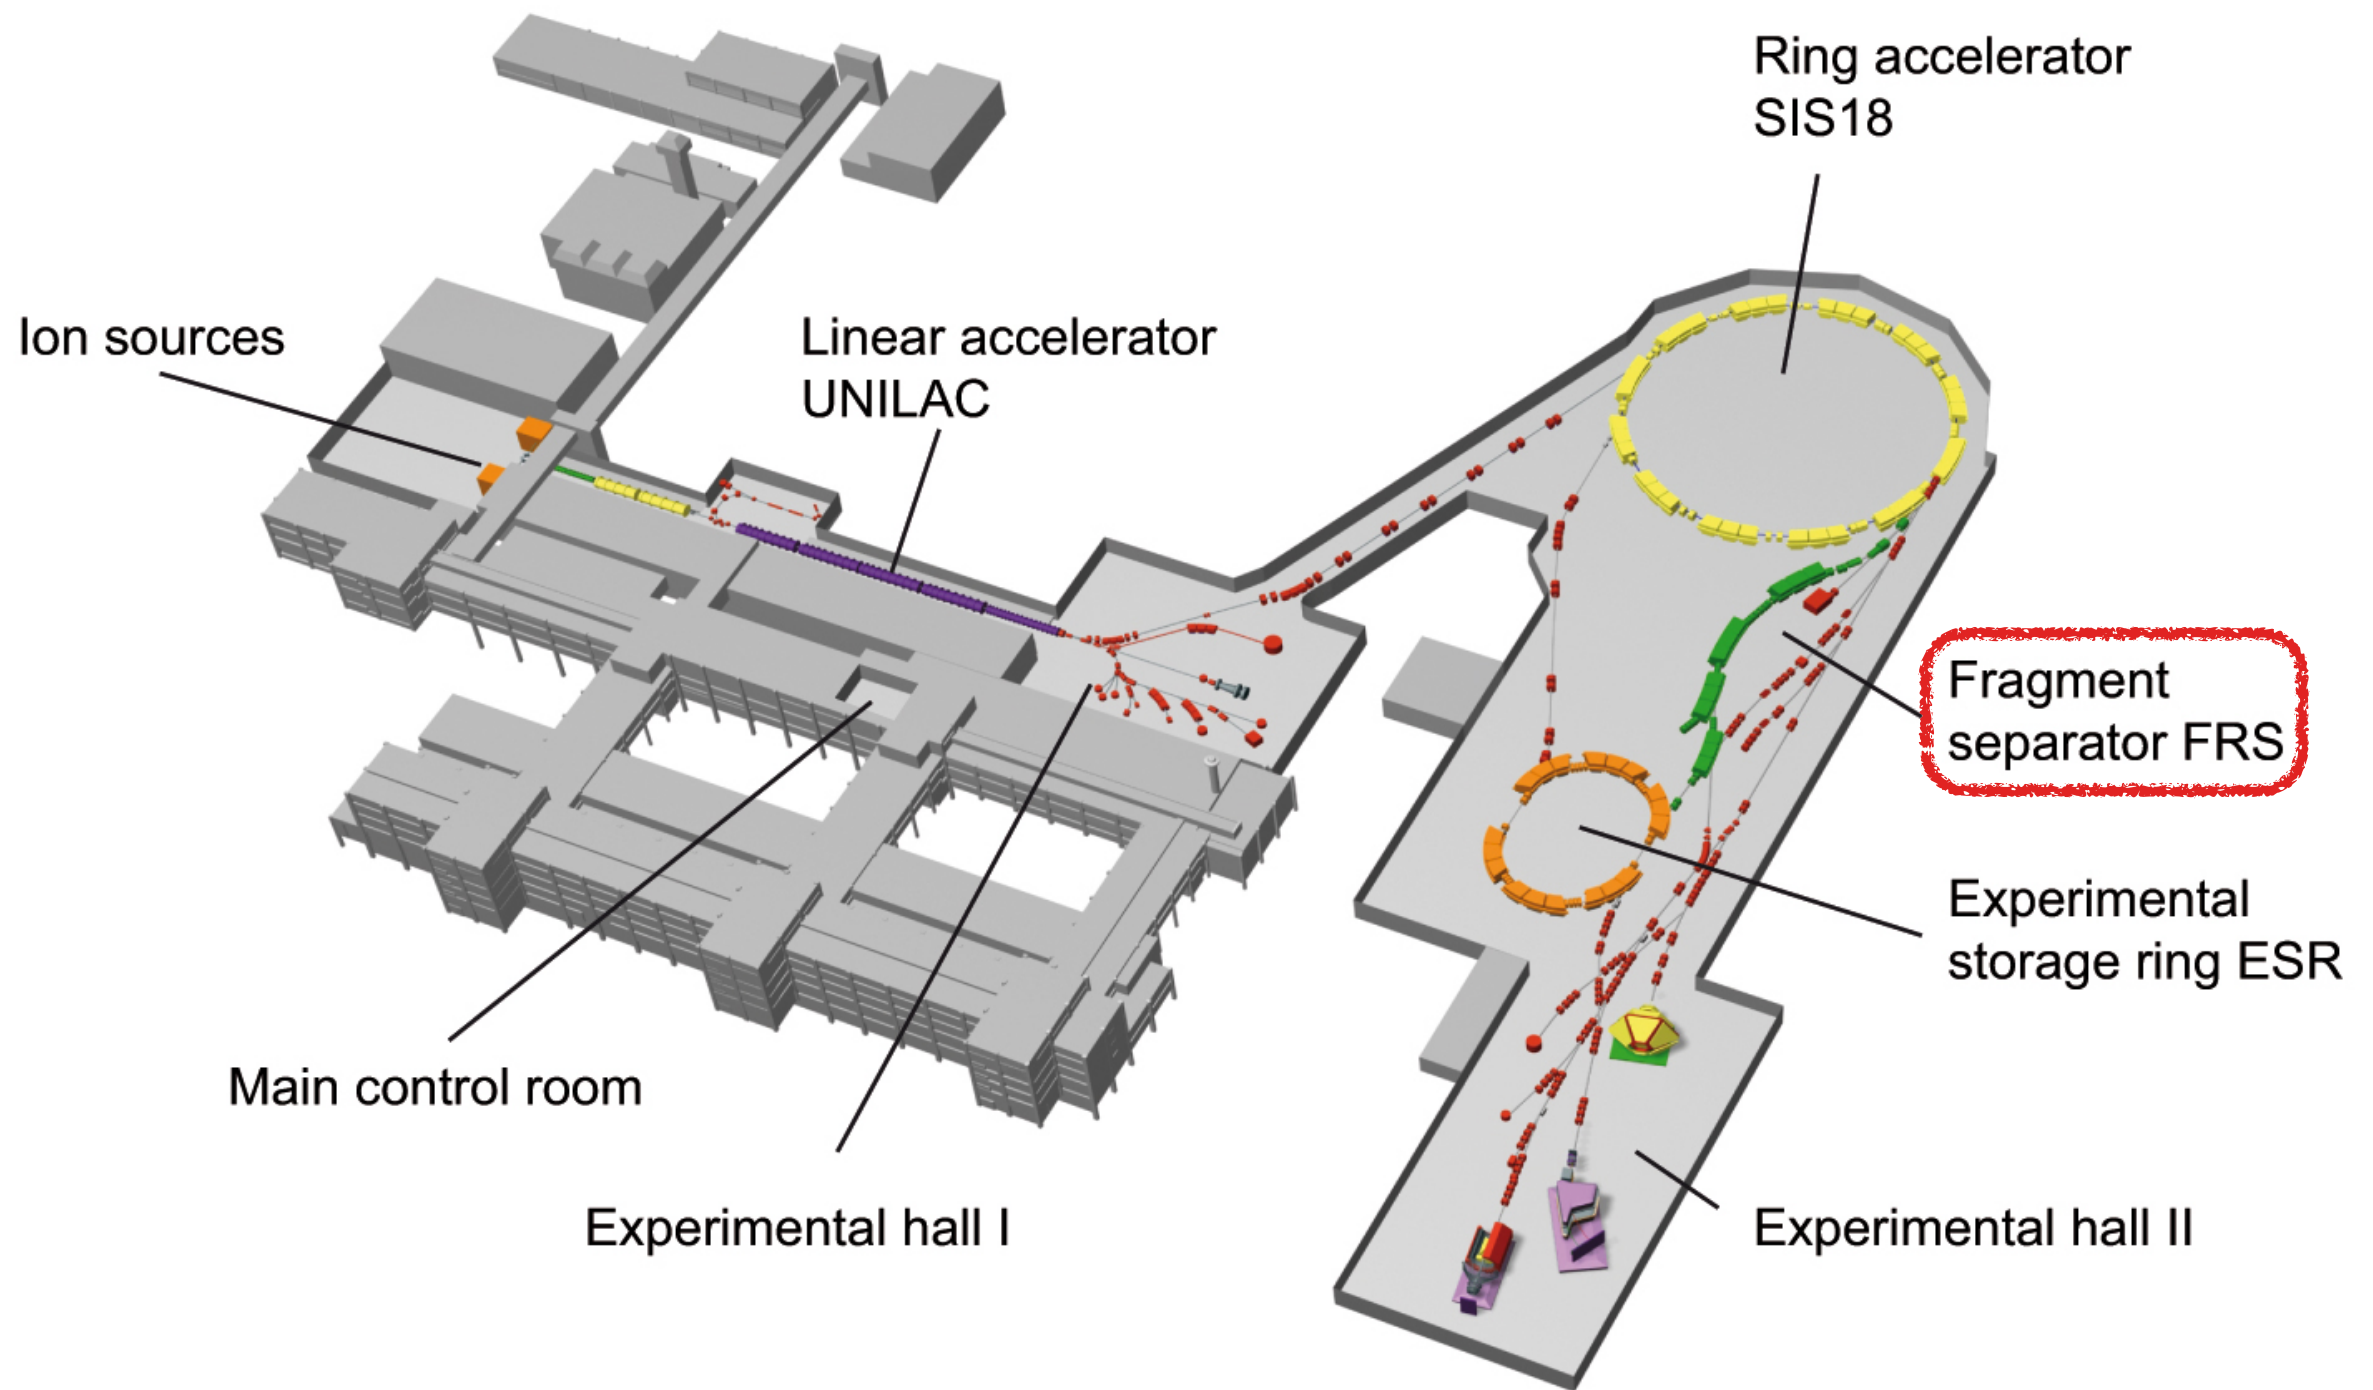 Ring accelerator
SIS18
Ion sources
Linear accelerator
UNILAC
Fragment
separator FRS
Experimental
storage ring ESR
Main control room
Experimental hall I
Experimental hall II